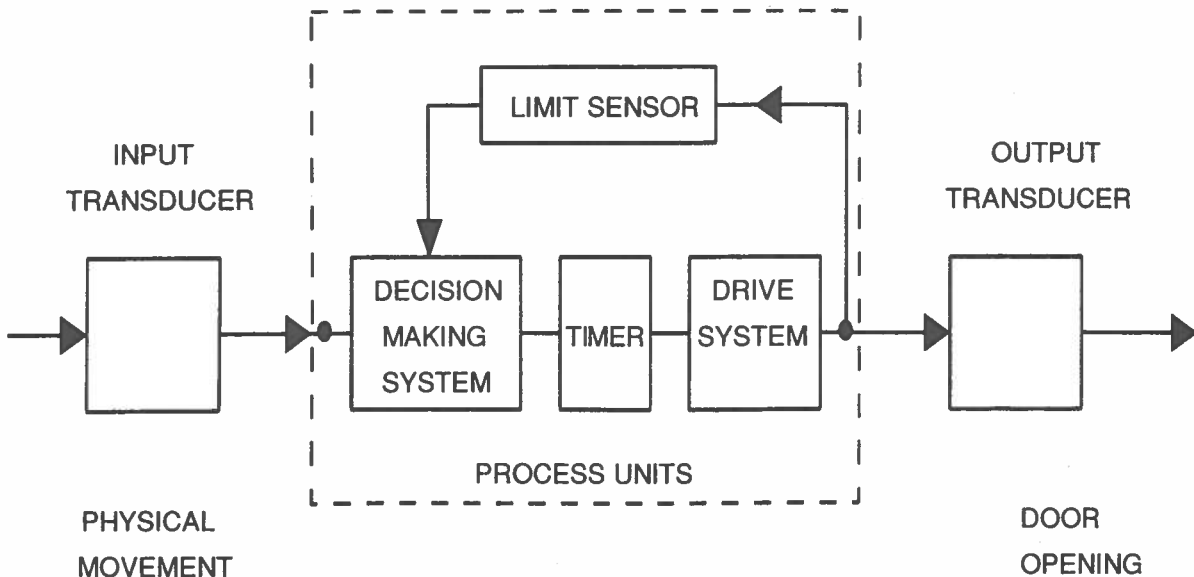 LIMIT SENSOR
INPUT
TRANSDUCER
OUTPUT
TRANSDUCER
DECISION
MAKING
SYSTEM
TIMER
DRIVE
SYSTEM
PROCESS UNITS
PHYSICAL
MOVEMENT
DOOR
OPENING